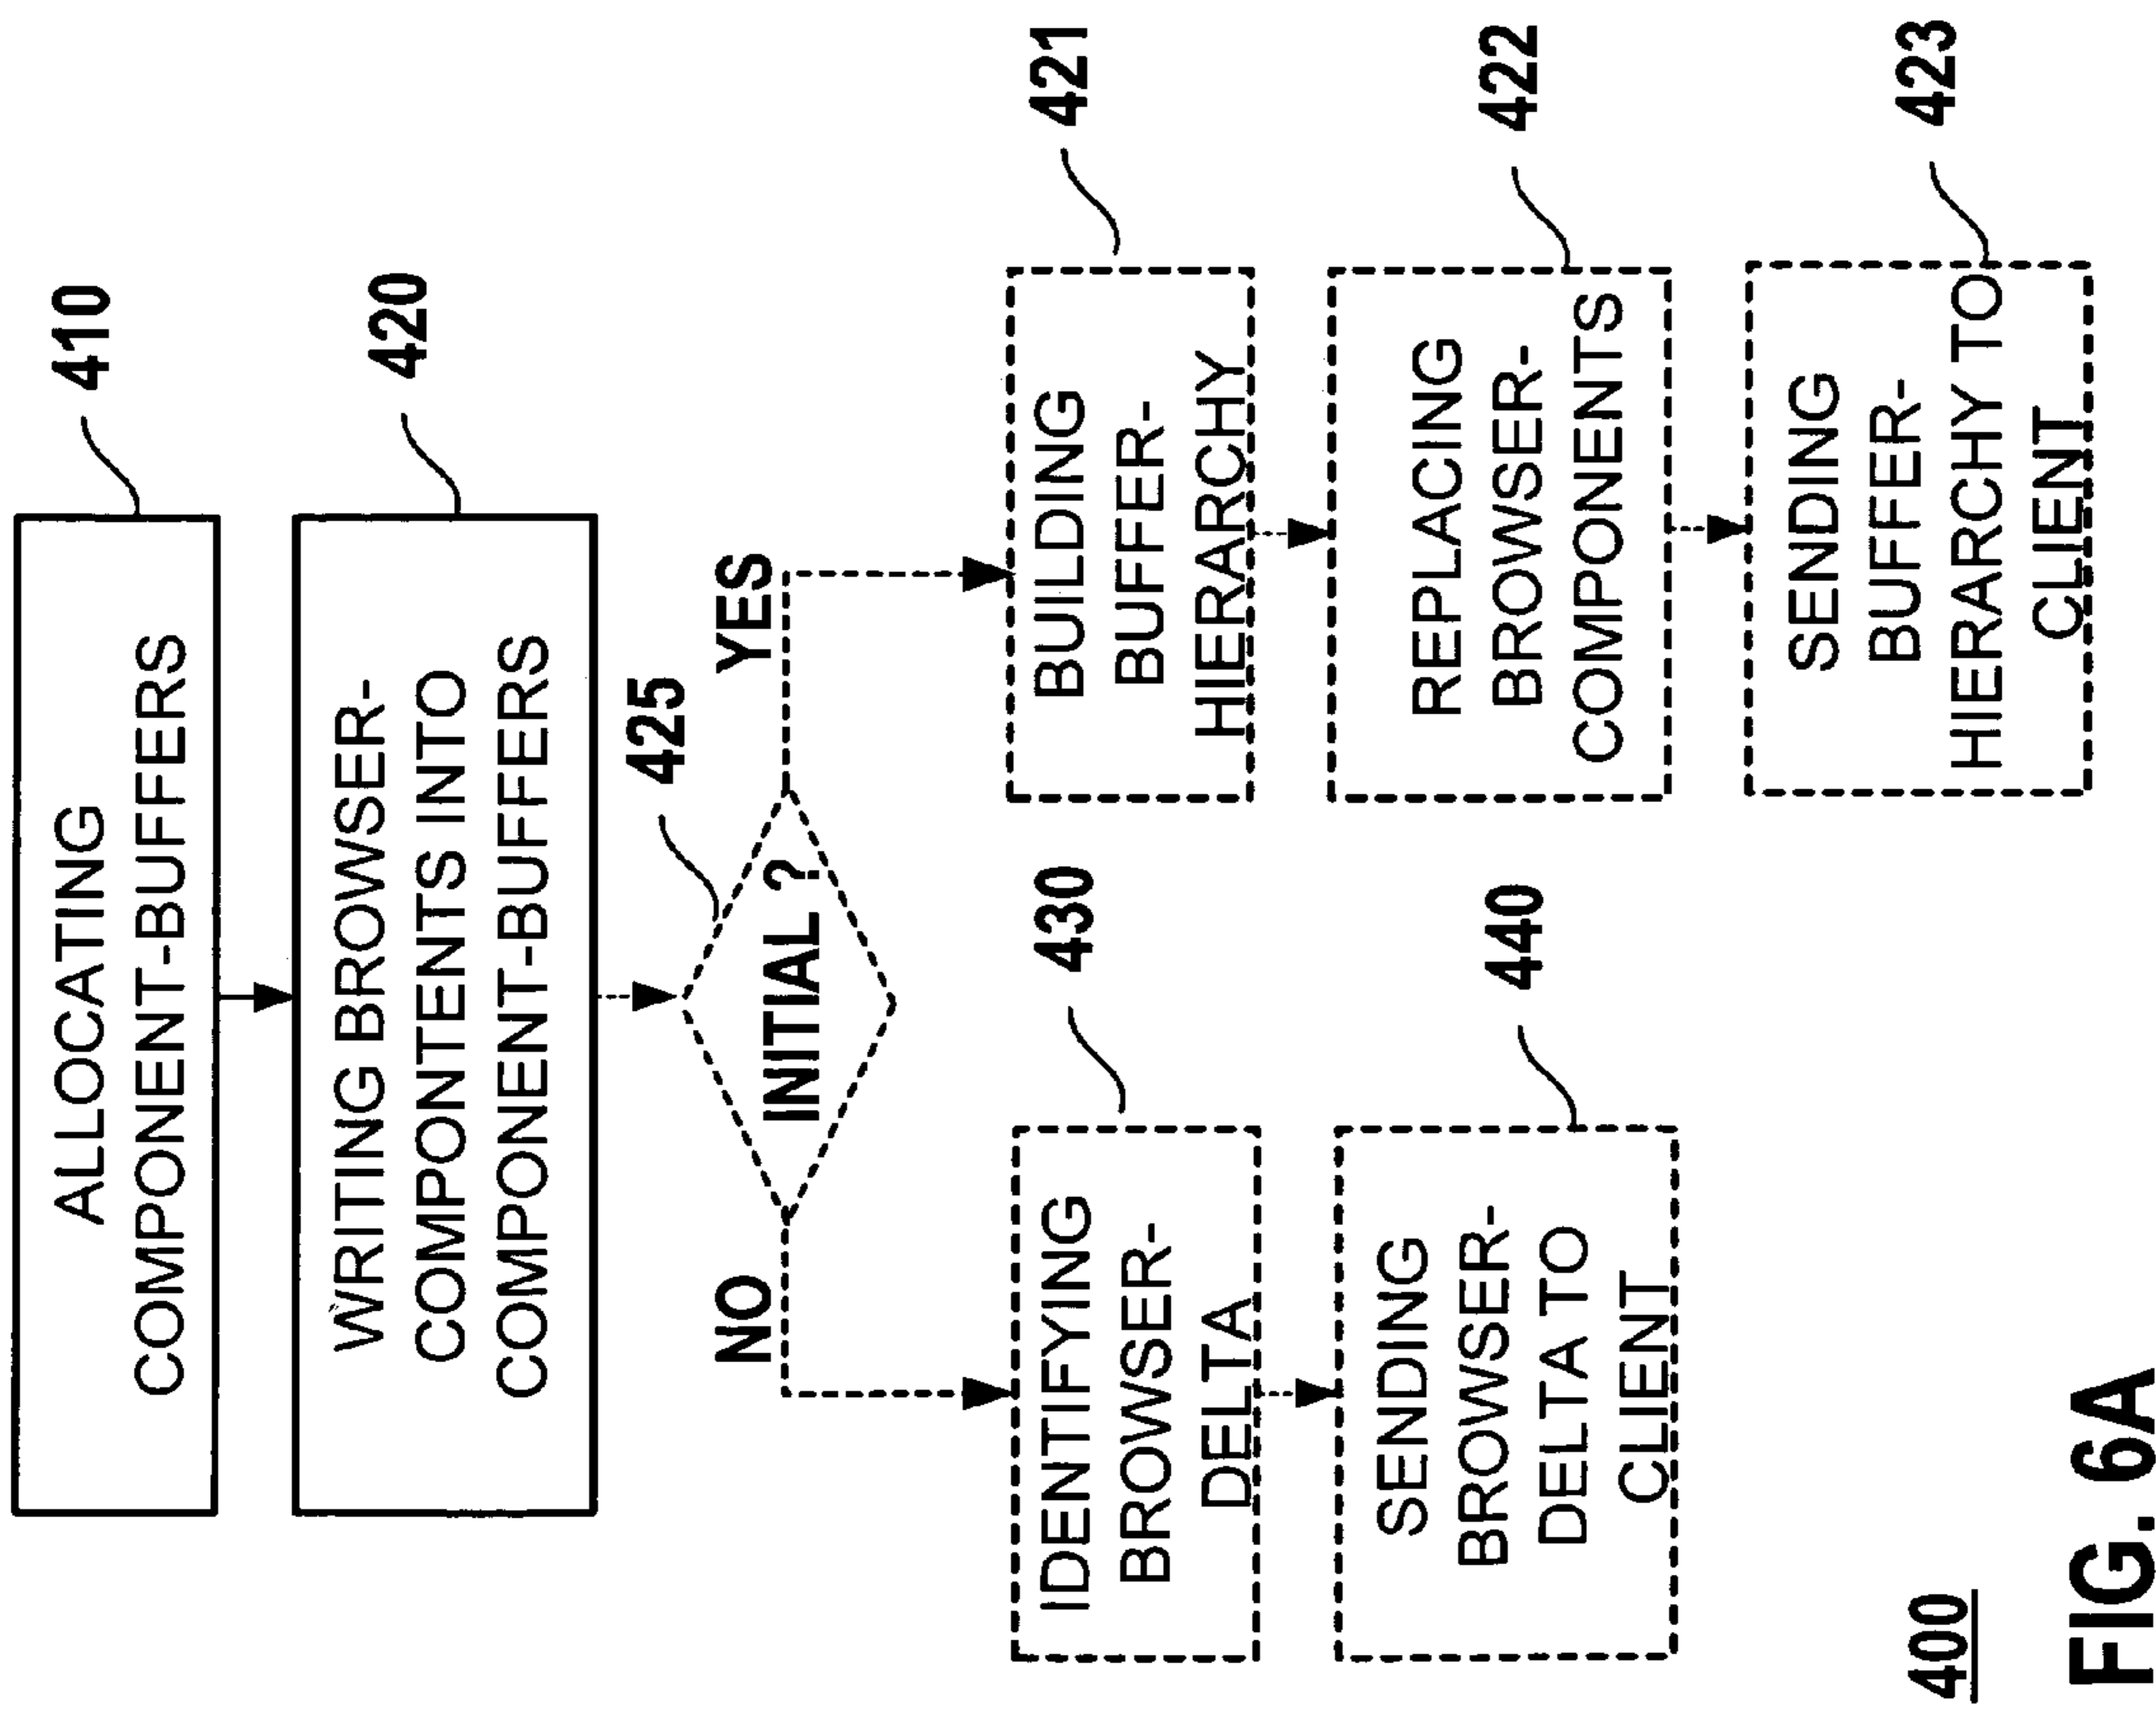 410
ALLOCATING
COMPONENT-BUFFERS
420
WRITING BROWSER-
COMPONTENTS INTO
COMPONENT-BUFFERS
425
INITIAL ?
NO
YES
430
IDENTIFYING
BROWSER-
DELTA
440
SENDING
BROWSER-
DELTA TO
CLIENT
421
BUILDING
BUFFER-
HIERARCHY
422
REPLACING
BROWSER-
COMPONENTS
423
SENDING
BUFFER-
HIERARCHY TO
CLIENT
400
FIG. 6A